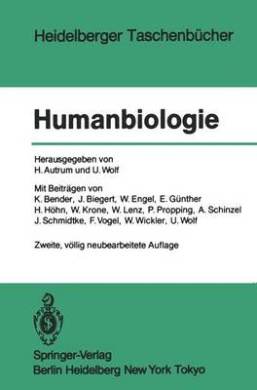 Heidelberger Taschenbücher
Humanbiologie
Herausgegeben von
H. Autrum und U. Wolf
Mit Beiträgen von
K. Bender, J. Biegert, W. Engel, E. Günther
H. Höhn, W. Krone, W. Lenz, P. Propping, A. Schinzel
J. Schmidtke, F. Vogel, W. Wickler, U. Wolf
Zweite, völlig neubearbeitete Auflage
Springer-Verlag
Berlin Heidelberg New York Tokyo